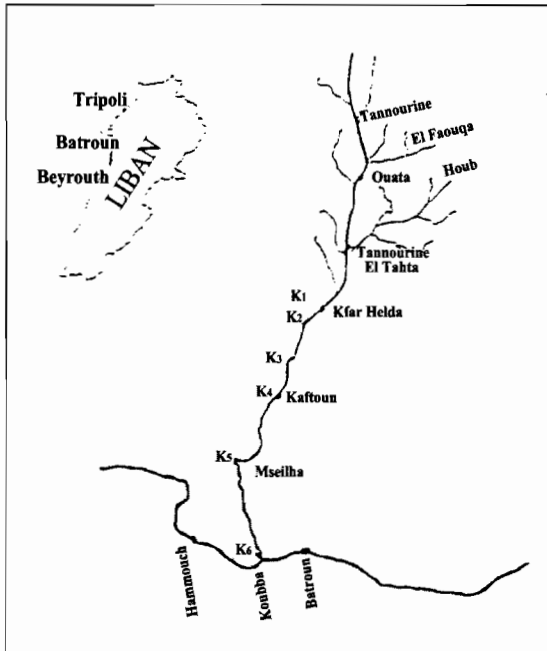 Tripoli
Batroun
Beyrouth
LIBAN
Tannourine
El Faouqa
Houb
Ouata
Tannourine
El Tahta
K1
K2
Kfar Helda
K3
K4
Kaftoun
K5
Mseilha
K6
Hammouch
Koubba
Batroun